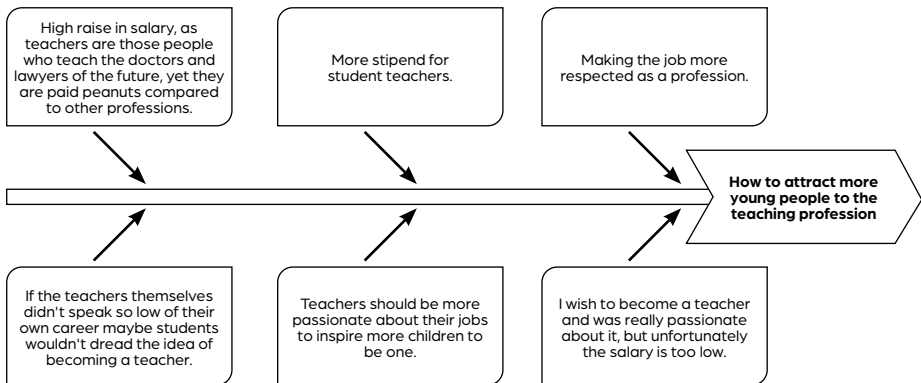 High raise in salary, as
teachers are those people
who teach the doctors and
lawyers of the future, yet they
are paid peanuts compared
to other professions.
More stipend for
student teachers.
Making the job more
respected as a profession.
How to attract more
young people to the
teaching profession
If the teachers themselves
didn't speak so low of their
own career maybe students
wouldn't dread the idea of
becoming a teacher.
Teachers should be more
passionate about their jobs
to inspire more children to
be one.
I wish to become a teacher
and was really passionate
about it, but unfortunately
the salary is too low.